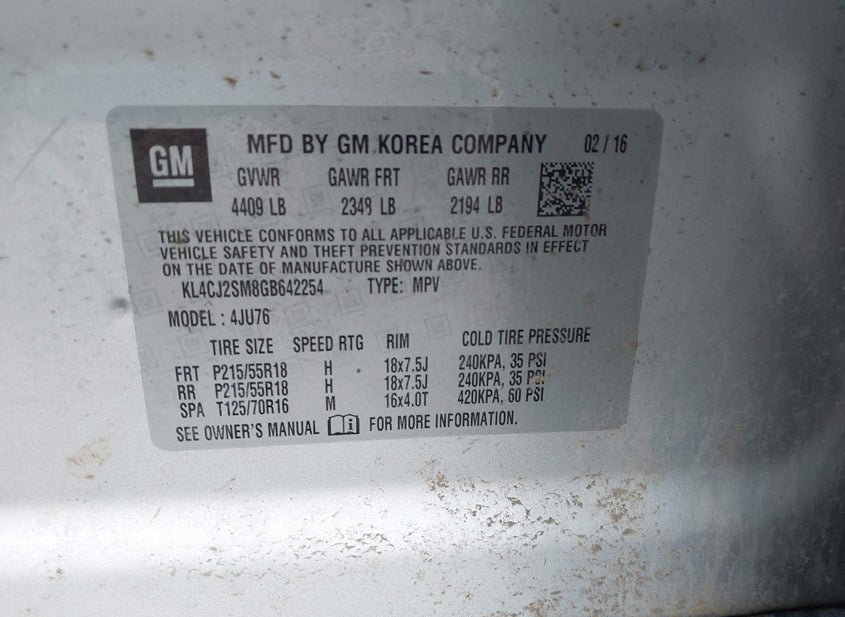 GM MFD BY GM KOREA COMPANY 02/16
GVWR GAWR FRT GAWR RR
4409 LB 2348 LB 2194 LB
THIS VEHICLE CONFORMS TO ALL APPLICABLE U.S. FEDERAL MOTOR
VEHICLE SAFETY AND THEFT PREVENTION STANDARDS IN EFFECT
ON THE DATE OF MANUFACTURE SHOWN ABOVE.
KL4CJ2SM8GB642254 TYPE: MPV
MODEL: 4JU76
TIRE SIZE SPEED RTG RIM COLD TIRE PRESSURE
FRT P215/55R18 H 18x7.5J 240KPA, 35 PSI
RR P215/55R18 H 18x7.5J 240KPA, 35 PSI
SPA T125/70R16 M 16x4.0T 420KPA, 60 PSI
SEE OWNER'S MANUAL FOR MORE INFORMATION.